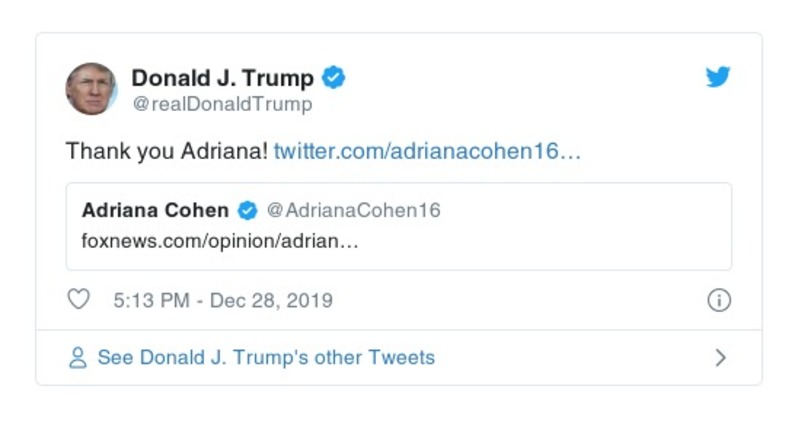 Donald J. Trump
@realDonaldTrump
Thank you Adriana! twitter.com/adrianacohen16…
Adriana Cohen @AdrianaCohen16
foxnews.com/opinion/adrian…
5:13 PM - Dec 28, 2019
See Donald J. Trump's other Tweets